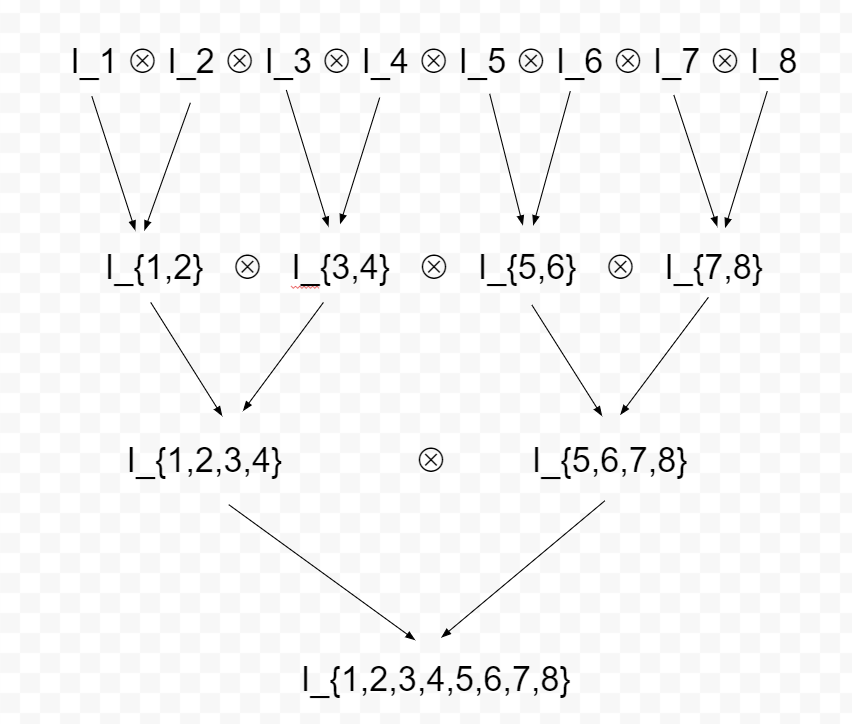 I_1 ⊗ I_2 ⊗ I_3 ⊗ I_4 ⊗ I_5 ⊗ I_6 ⊗ I_7 ⊗ I_8
I_{1,2} ⊗ I_{3,4} ⊗ I_{5,6} ⊗ I_{7,8}
I_{1,2,3,4} ⊗ I_{5,6,7,8}
I_{1,2,3,4,5,6,7,8}